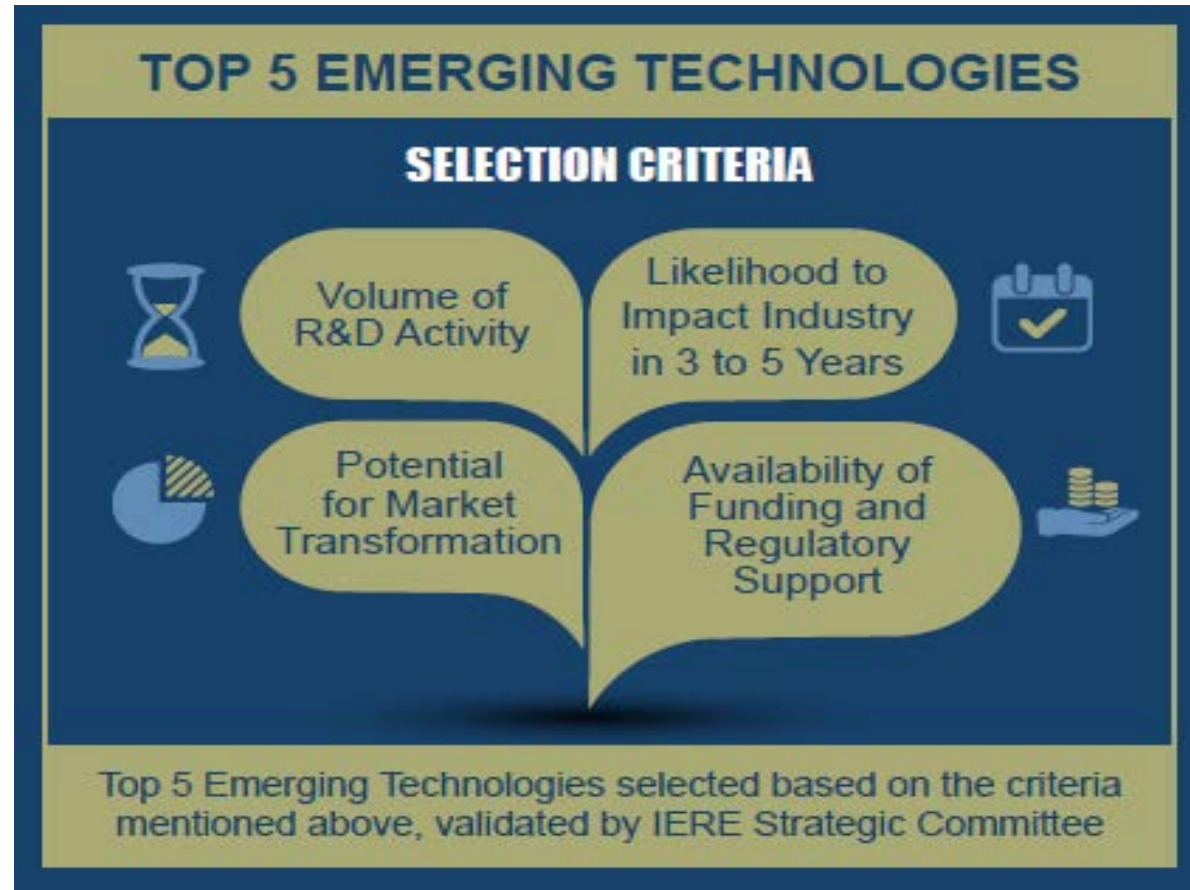 TOP 5 EMERGING TECHNOLOGIES
SELECTION CRITERIA
Volume of
R&D Activity
Likelihood to
Impact Industry
in 3 to 5 Years
Potential
for Market
Transformation
Availability of
Funding and
Regulatory
Support
Top 5 Emerging Technologies selected based on the criteria
mentioned above, validated by IERE Strategic Committee